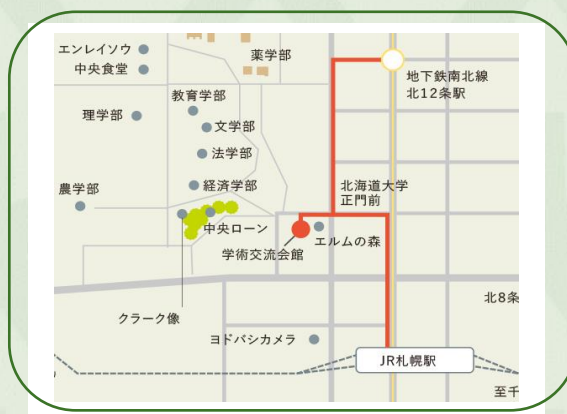 エンレイソウ
中央食堂
薬学部
地下鉄南北線
北12条駅
教育学部
理学部
文学部
法学部
農学部
経済学部
北海道大学
正門前
中央ローン
エルムの森
学術交流会館
クラーク像
北8条
ヨドバシカメラ
JR札幌駅
至千